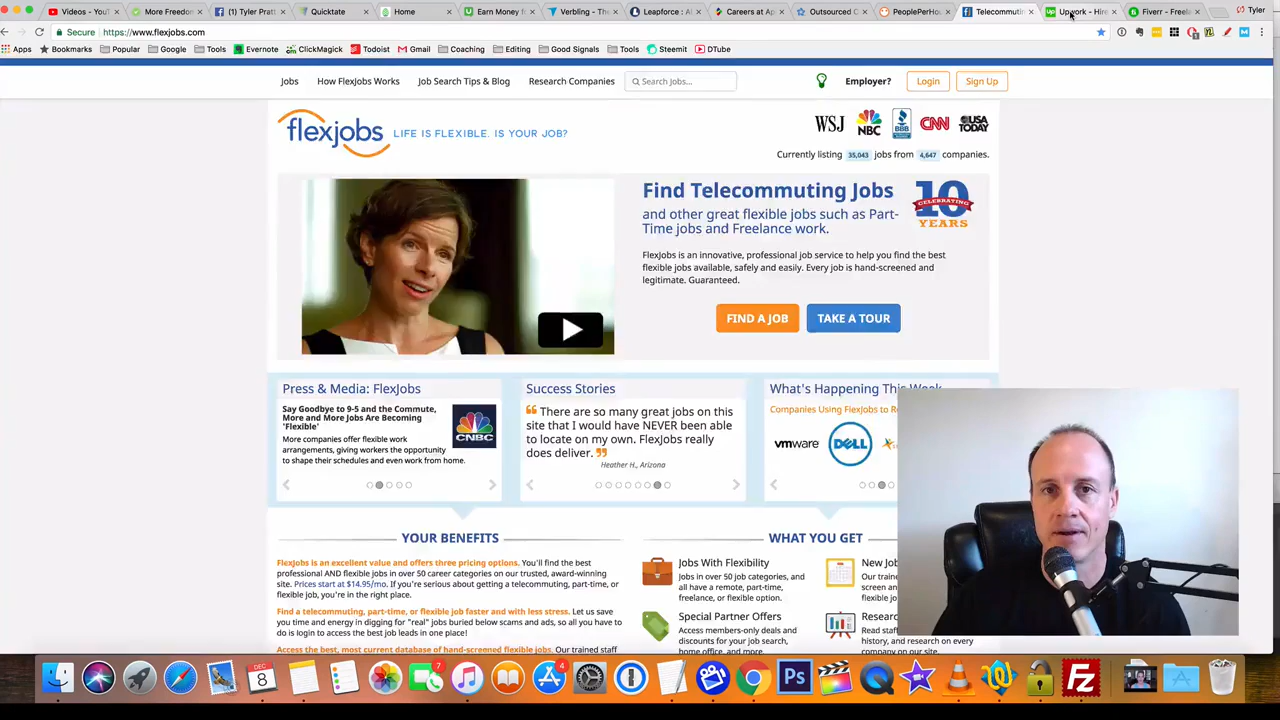 Videos - YouTube
More Freedom
(1) Tyler Pratt
Quicktate
Home
Earn Money f
Verbling - The
Leapforce : A
Careers at Ap
Outsourced C
PeoplePerHou
Telecommutin
Upwork - Hire
Fiverr - Freela
Tyler
Secure https://www.flexjobs.com
Bookmarks
Popular
Google
Tools
Evernote
ClickMagick
Todoist
Gmail
Coaching
Editing
Good Signals
Tools
Steemit
DTube
Jobs
How FlexJobs Works
Job Search Tips & Blog
Research Companies
Search Jobs...
Employer?
Login
Sign Up
flexjobs
LIFE IS FLEXIBLE. IS YOUR JOB?
WSJ
NBC
BBB
CNN
USA TODAY
Currently listing 35,043 jobs from 4,647 companies.
Find Telecommuting Jobs
and other great flexible jobs such as Part-
Time jobs and Freelance work.
CELEBRATING
10
YEARS
FlexJobs is an innovative, professional job service to help you find the best
flexible jobs available, safely and easily. Every job is hand-screened and
legitimate. Guaranteed.
FIND A JOB
TAKE A TOUR
Press & Media: FlexJobs
Say Goodbye to 9-5 and the Commute,
More and More Jobs Are Becoming
'Flexible'
More companies offer flexible work
arrangements, giving workers the opportunity
to shape their schedules and even work from home.
CNBC
Success Stories
There are so many great jobs on this
site that I would have NEVER been able
to locate on my own. FlexJobs really
does deliver.
Heather H., Arizona
What's Happening This Week
Companies Using FlexJobs to Re
vmware
DELL
YOUR BENEFITS
FlexJobs is an excellent value and offers three pricing options. You'll find the best
professional AND flexible jobs in over 50 career categories on our trusted, award-winning
site. Prices start at $14.95/mo. If you're serious about getting a telecommuting, part-time, or
flexible job, you're in the right place.
Find a telecommuting, part-time, or flexible job faster and with less stress. Let us save
you time and energy in digging for "real" jobs buried below scams and ads, so all you have
to do is login to access the best job leads in one place!
Access the best, most current database of hand-screened flexible jobs. Our trained staff
WHAT YOU GET
Jobs With Flexibility
Jobs in over 50 job categories, and
all have a remote, part-time,
freelance, or flexible option.
Special Partner Offers
Access members-only deals and
discounts for your job search,
home office, and more.
New Jo
Our traine
screen an
flexible jo
Resear
Read staf
history, and research on every
company on our site.
DEC
8
7
4
Ps
Fz